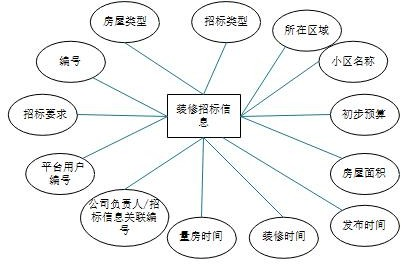 房屋类型
招标类型
所在区域
编号
小区名称
招标要求
装修招标信
息
初步预算
平台用户
编号
房屋面积
公司负责人/招
标信息关联编
号
量房时间
装修时间
发布时间